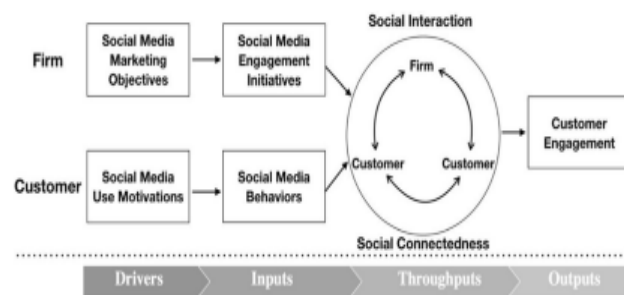 Social Interaction
Firm
Social Media
Marketing
Objectives
Social Media
Engagement
Initiatives
Firm
Customer
Customer
Customer
Engagement
Customer
Social Media
Use Motivations
Social Media
Behaviors
Social Connectedness
Drivers
Inputs
Throughputs
Outputs